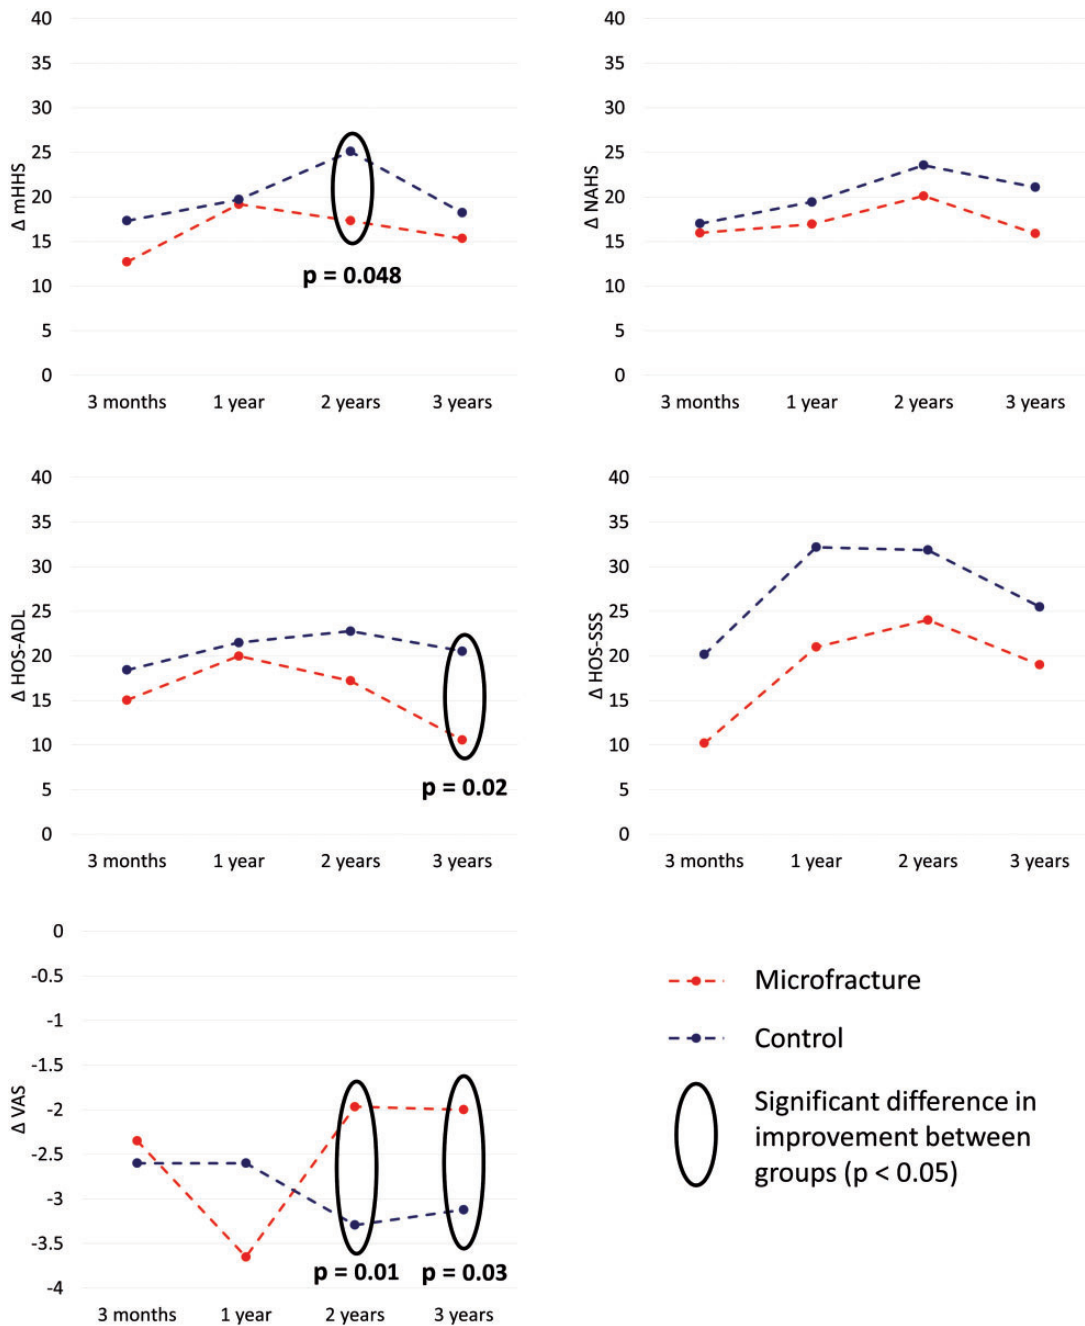 40
35
30
25
20
15
10
5
0
Δ mHHS
p = 0.048
3 months 1 year 2 years 3 years
40
35
30
25
20
15
10
5
0
Δ NAHS
3 months 1 year 2 years 3 years
40
35
30
25
20
15
10
5
0
Δ HOS-ADL
p = 0.02
3 months 1 year 2 years 3 years
40
35
30
25
20
15
10
5
0
Δ HOS-SSS
3 months 1 year 2 years 3 years
0
-0.5
-1
-1.5
-2
-2.5
-3
-3.5
-4
Δ VAS
p = 0.01 p = 0.03
3 months 1 year 2 years 3 years
Microfracture
Control
Significant difference in
improvement between
groups (p < 0.05)